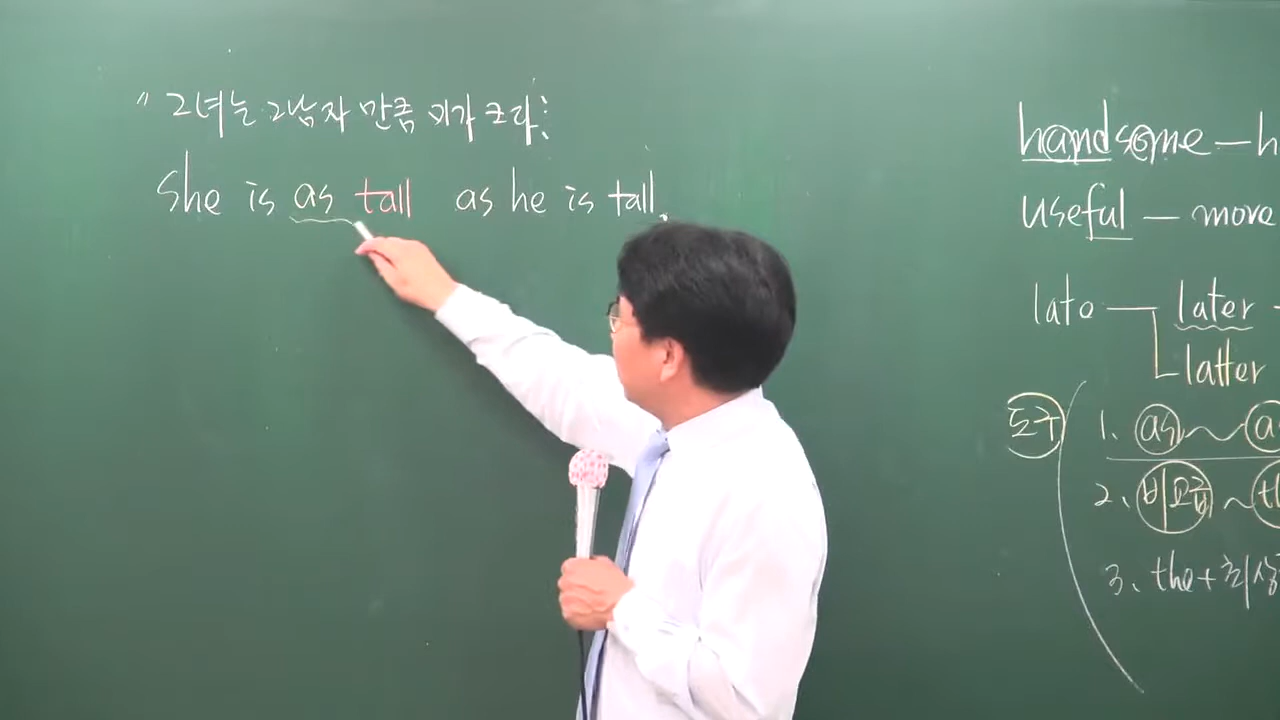 " 그녀는 그남자 만큼 키가 크다
She is as tall as he is tall.
handsome — h
useful — more
late — later
latter
도구
1. as ~ a
2. 비교급 ~ th
3. the + 최상